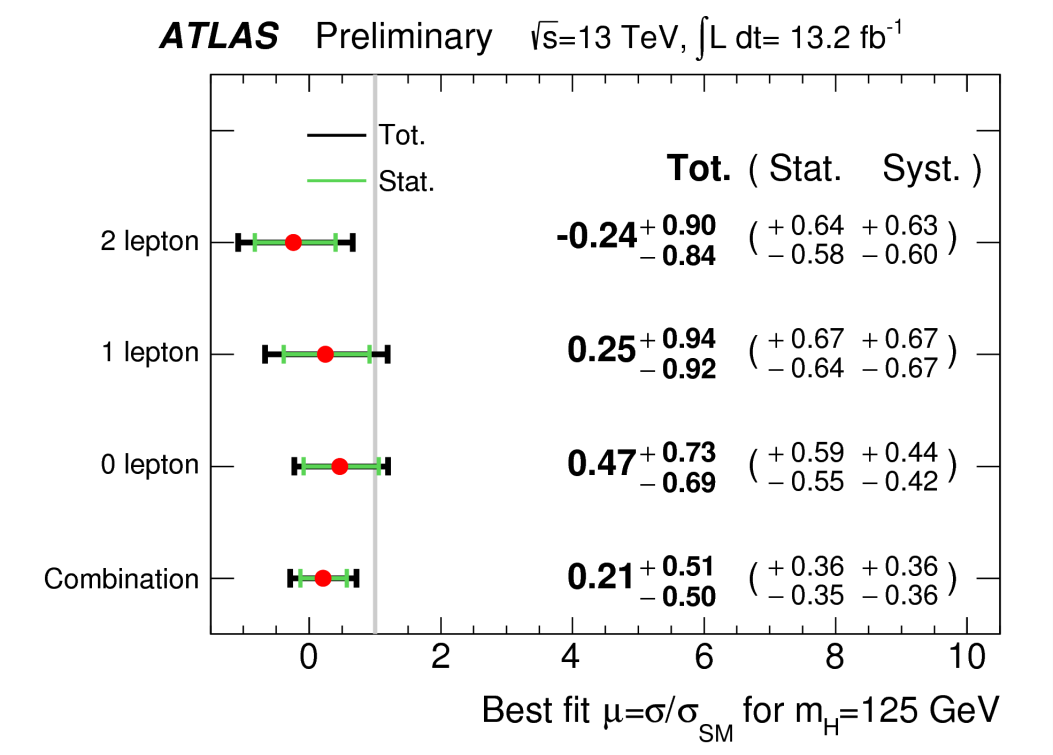 ATLAS Preliminary √s=13 TeV, ∫L dt= 13.2 fb-1
Tot.
Stat.
Tot. ( Stat. Syst. )
2 lepton -0.24 + 0.90 − 0.84 ( + 0.64 − 0.58 + 0.63 − 0.60 )
1 lepton 0.25 + 0.94 − 0.92 ( + 0.67 − 0.64 + 0.67 − 0.67 )
0 lepton 0.47 + 0.73 − 0.69 ( + 0.59 − 0.55 + 0.44 − 0.42 )
Combination 0.21 + 0.51 − 0.50 ( + 0.36 − 0.35 + 0.36 − 0.36 )
0 2 4 6 8 10
Best fit μ=σ/σSM for mH=125 GeV